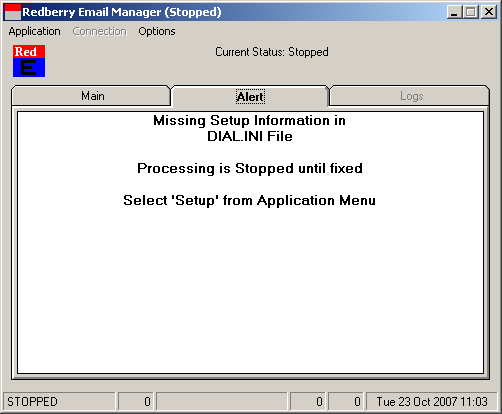 Redberry Email Manager (Stopped)
Application Connection Options
Red
E
Current Status: Stopped
Main Alert Logs
Missing Setup Information in
DIAL.INI File
Processing is Stopped until fixed
Select 'Setup' from Application Menu
STOPPED 0 0 0 Tue 23 Oct 2007 11:03